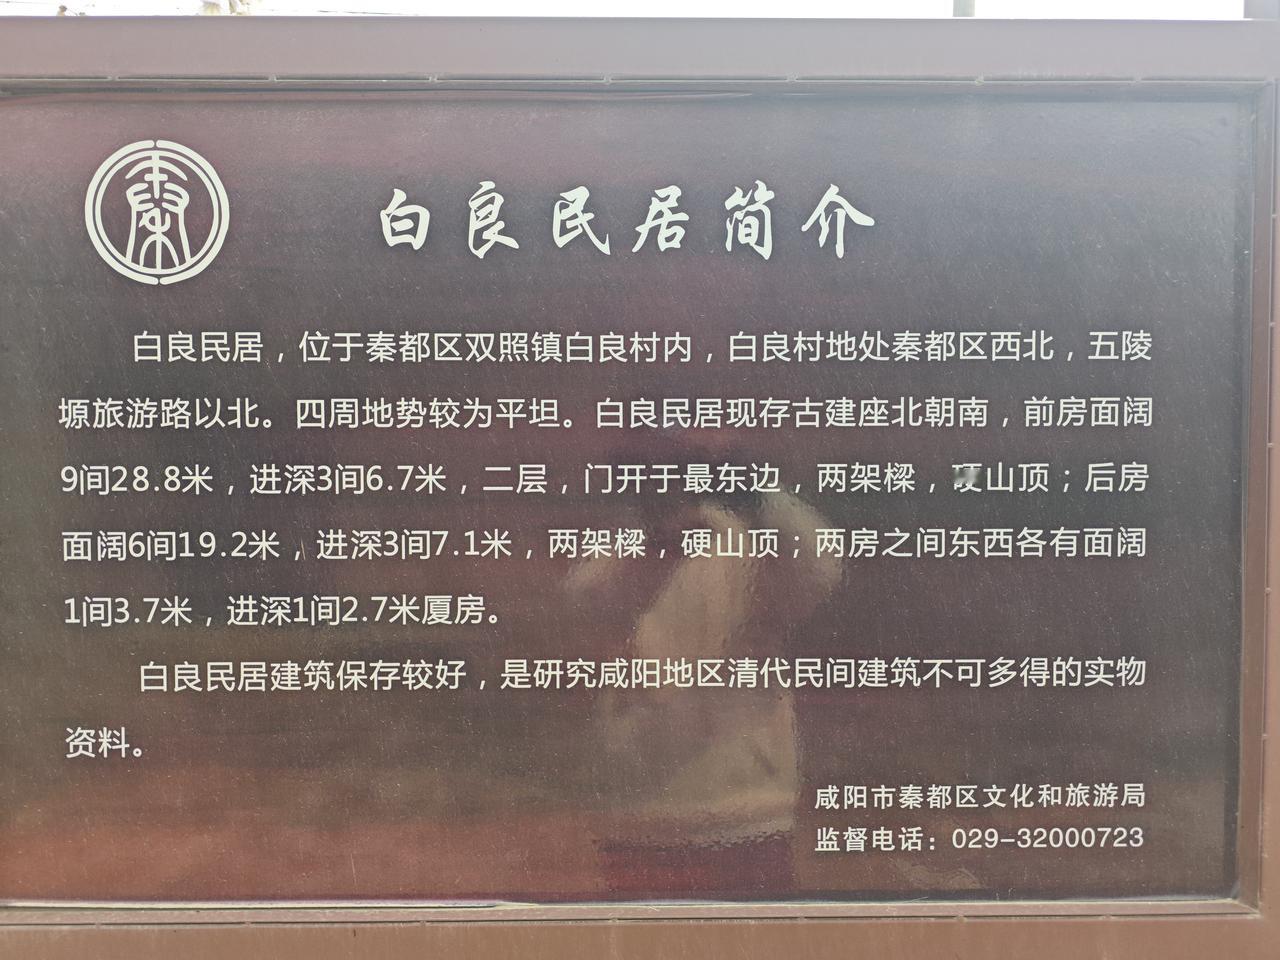 秦
白良民居简介
白良民居，位于秦都区双照镇白良村内，白良村地处秦都区西北，五陵
塬旅游路以北。四周地势较为平坦。白良民居现存古建座北朝南，前房面阔
9间28.8米，进深3间6.7米，二层，门开于最东边，两架檩，山顶；后房
面阔6间19.2米，进深3间7.1米，两架檩，硬山顶；两房之间东西各有面阔
1间3.7米，进深1间2.7米厦房。
白良民居建筑保存较好，是研究咸阳地区清代民间建筑不可多得的实物
资料。
咸阳市秦都区文化和旅游局
监督电话：029-32000723